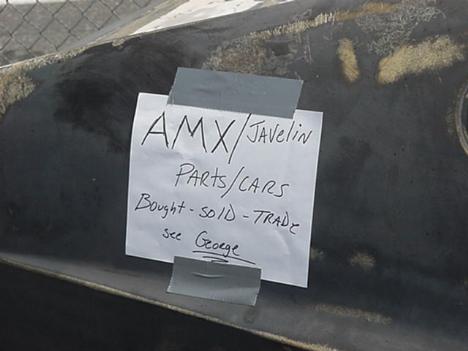 AMX/JAVELIN
PARTS/CARS
Bought - SOlD - TRADe
see George